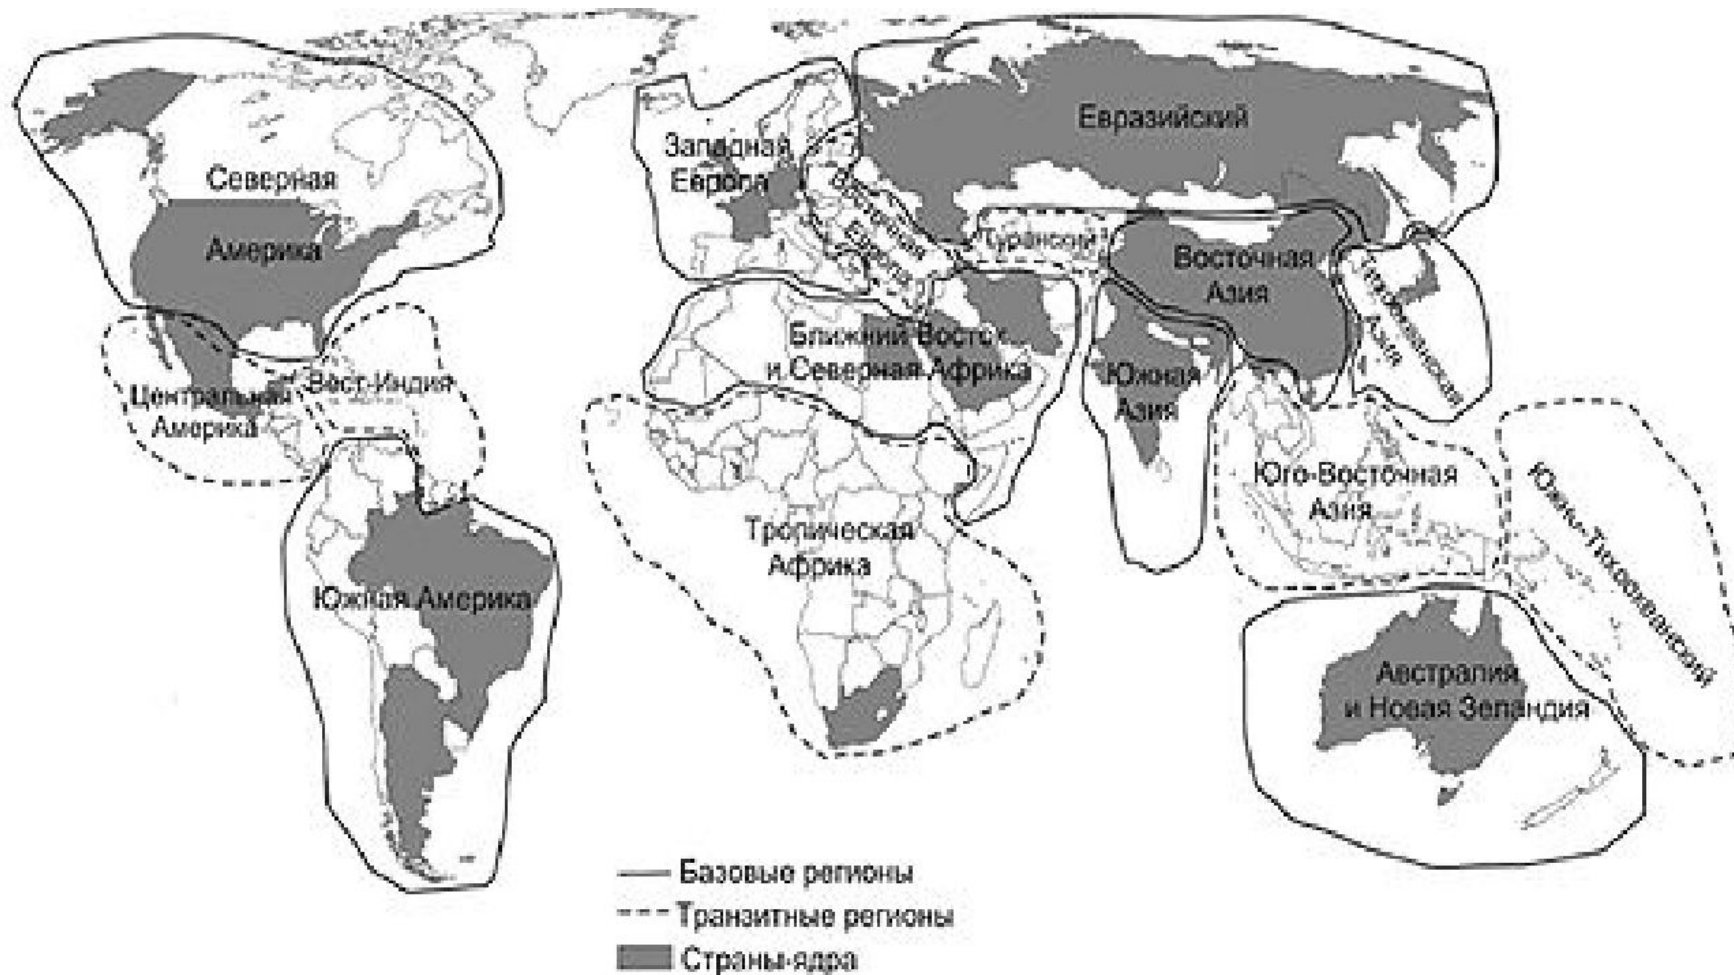 Северная
Америка
Западная
Европа
Восточная
Европа
Евразийский
Туранский
Восточная
Азия
Тихоокеанская
Азия
Ближний Восток
и Северная Африка
Южная
Азия
Вест-Индия
Центральная
Америка
Юго-Восточная
Азия
Южно-Тихоокеанский
Тропическая
Африка
Южная Америка
Австралия
и Новая Зеландия
Базовые регионы
Транзитные регионы
Страны-ядра